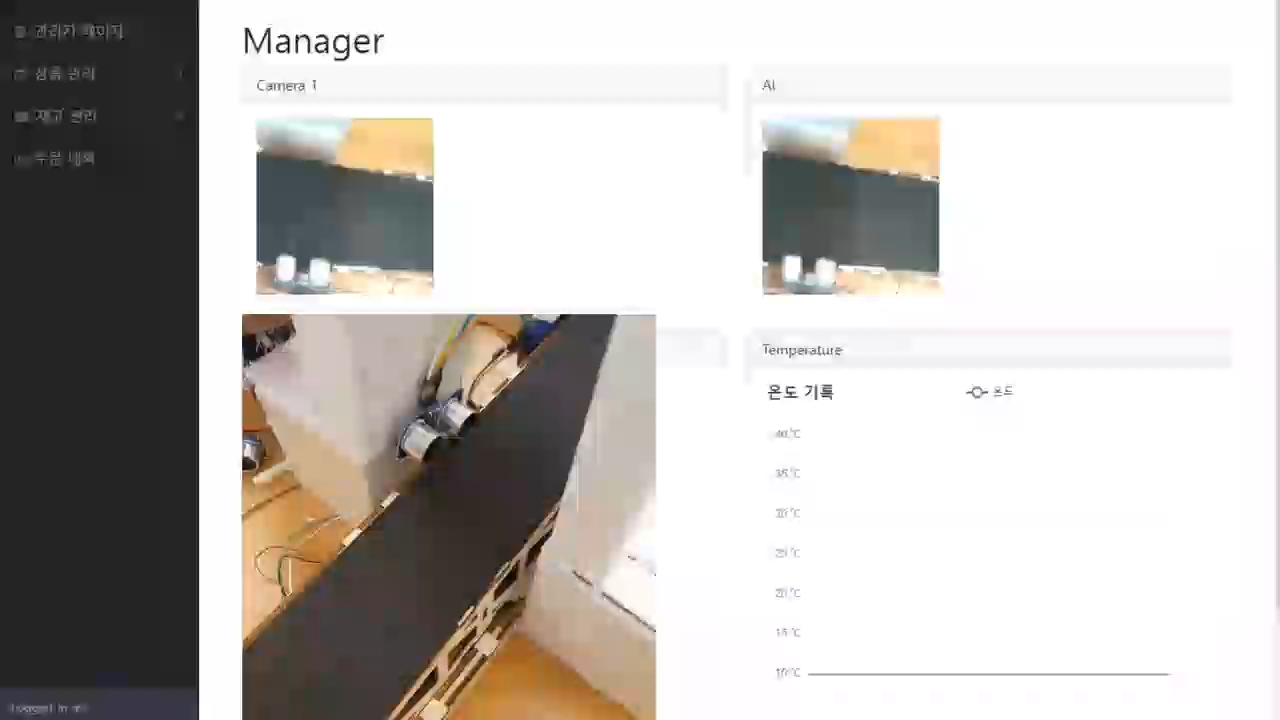 관리자 페이지
상품 관리
재고 관리
주문 내역
Manager
Camera 1
AI
Temperature
온도 기록
온도
40 °C
35 °C
30 °C
25 °C
20 °C
15 °C
10 °C
Logged in as: